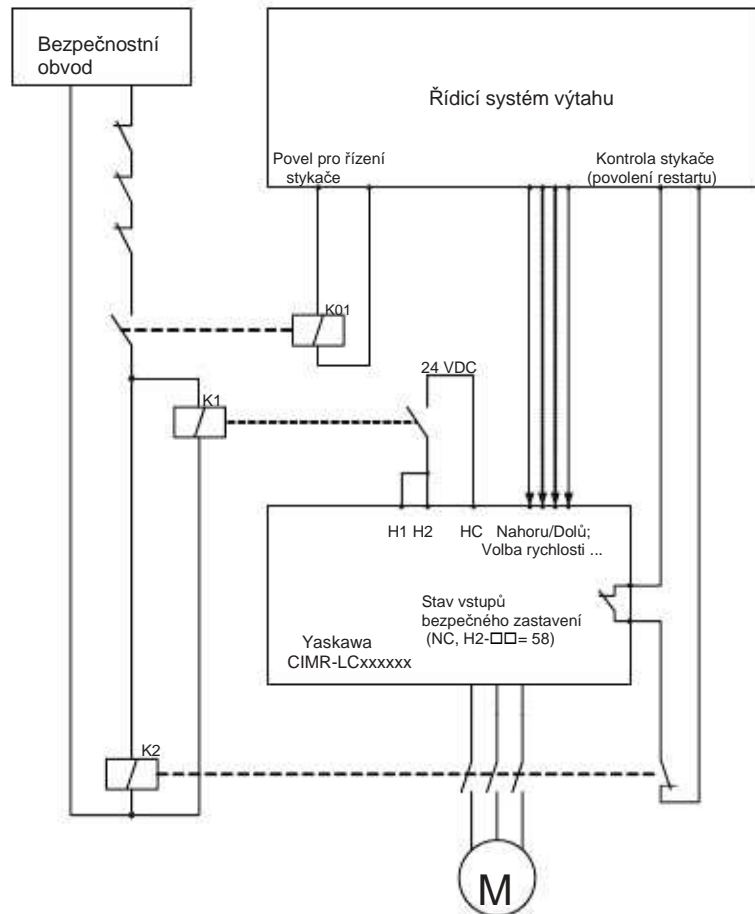 Bezpečnostní
obvod
Řídicí systém výtahu
Povel pro řízení
stykače
Kontrola stykače
(povolení restartu)
K01
24 VDC
K1
H1 H2 HC Nahoru/Dolů;
Volba rychlosti ...
Stav vstupů
bezpečného zastavení
(NC, H2-□□= 58)
Yaskawa
CIMR-LCxxxxxx
K2
M